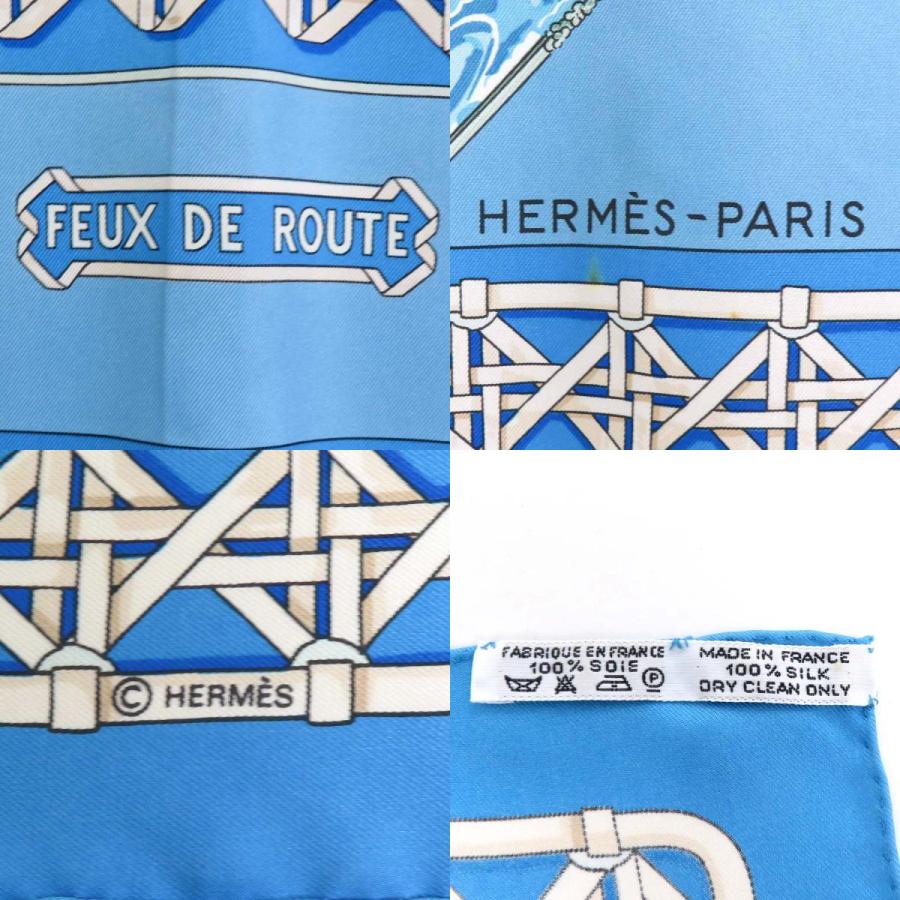 FEUX DE ROUTE
HERMÈS-PARIS
© HERMÈS
FABRIQUE EN FRANCE
100% SOIE
P
MADE IN FRANCE
100% SILK
DRY CLEAN ONLY